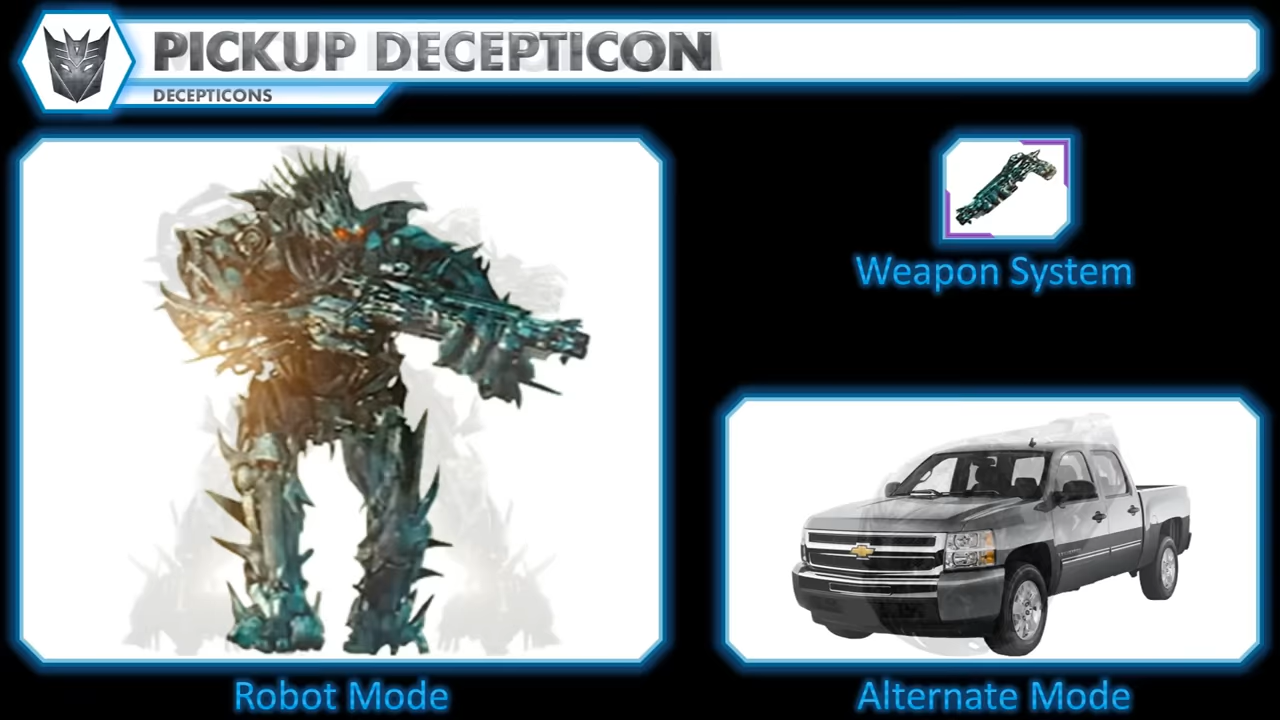 PICKUP DECEPTICON
DECEPTICONS
Weapon System
Robot Mode
Alternate Mode